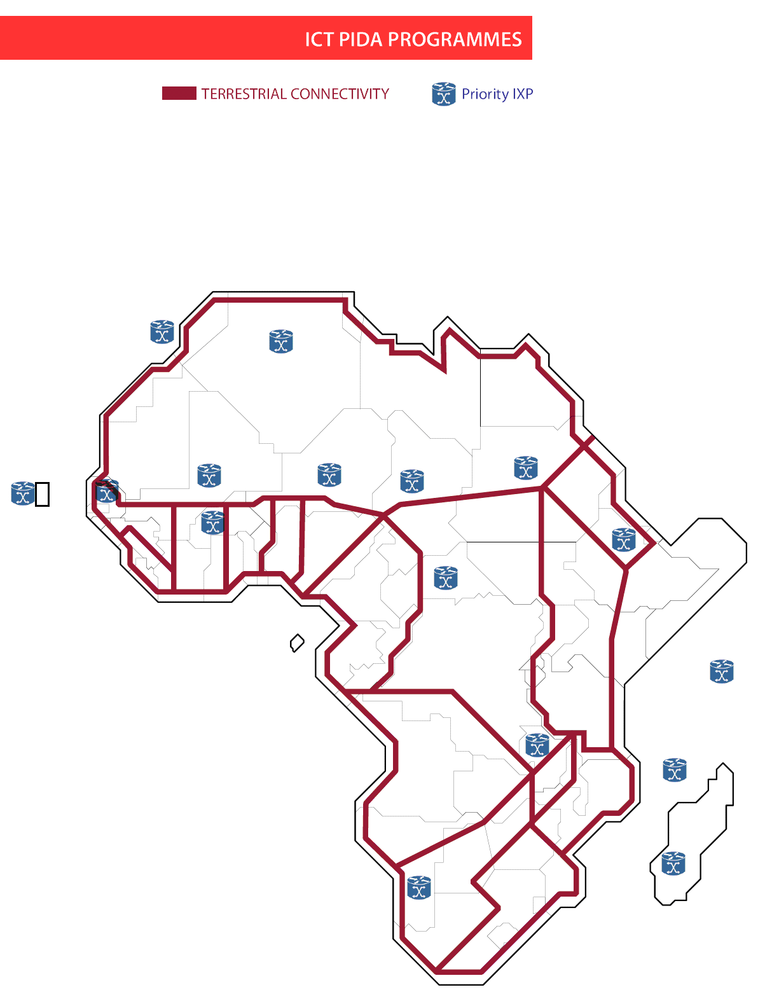 ICT PIDA PROGRAMMES
TERRESTRIAL CONNECTIVITY
Priority IXP